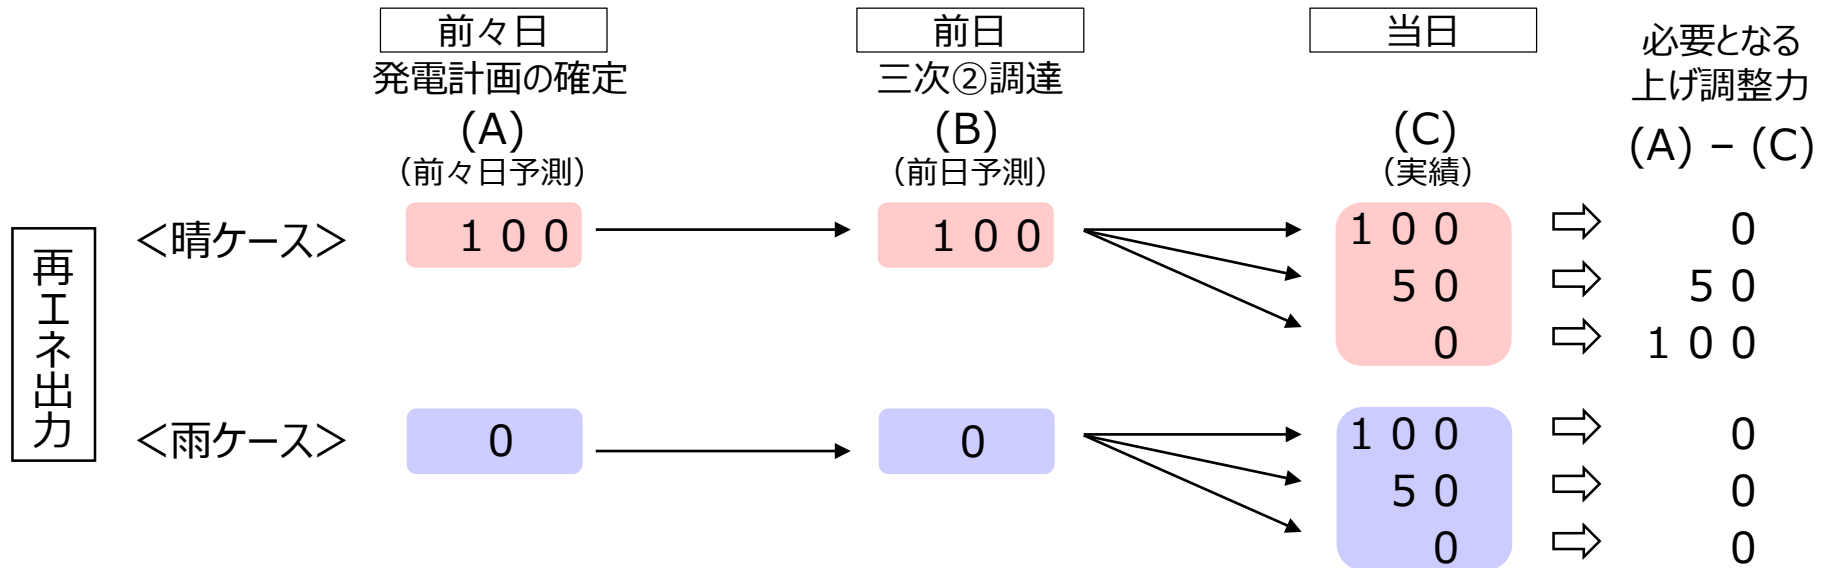 前々日
発電計画の確定
(A)
（前々日予測）
前日
三次②調達
(B)
（前日予測）
当日
(C)
（実績）
必要となる
上げ調整力
(A) – (C)
再エネ出力
＜晴ケース＞
１００
１００
１００
⇨
０
５０
⇨
５０
０
⇨
１００
＜雨ケース＞
０
０
１００
⇨
０
５０
⇨
０
０
⇨
０